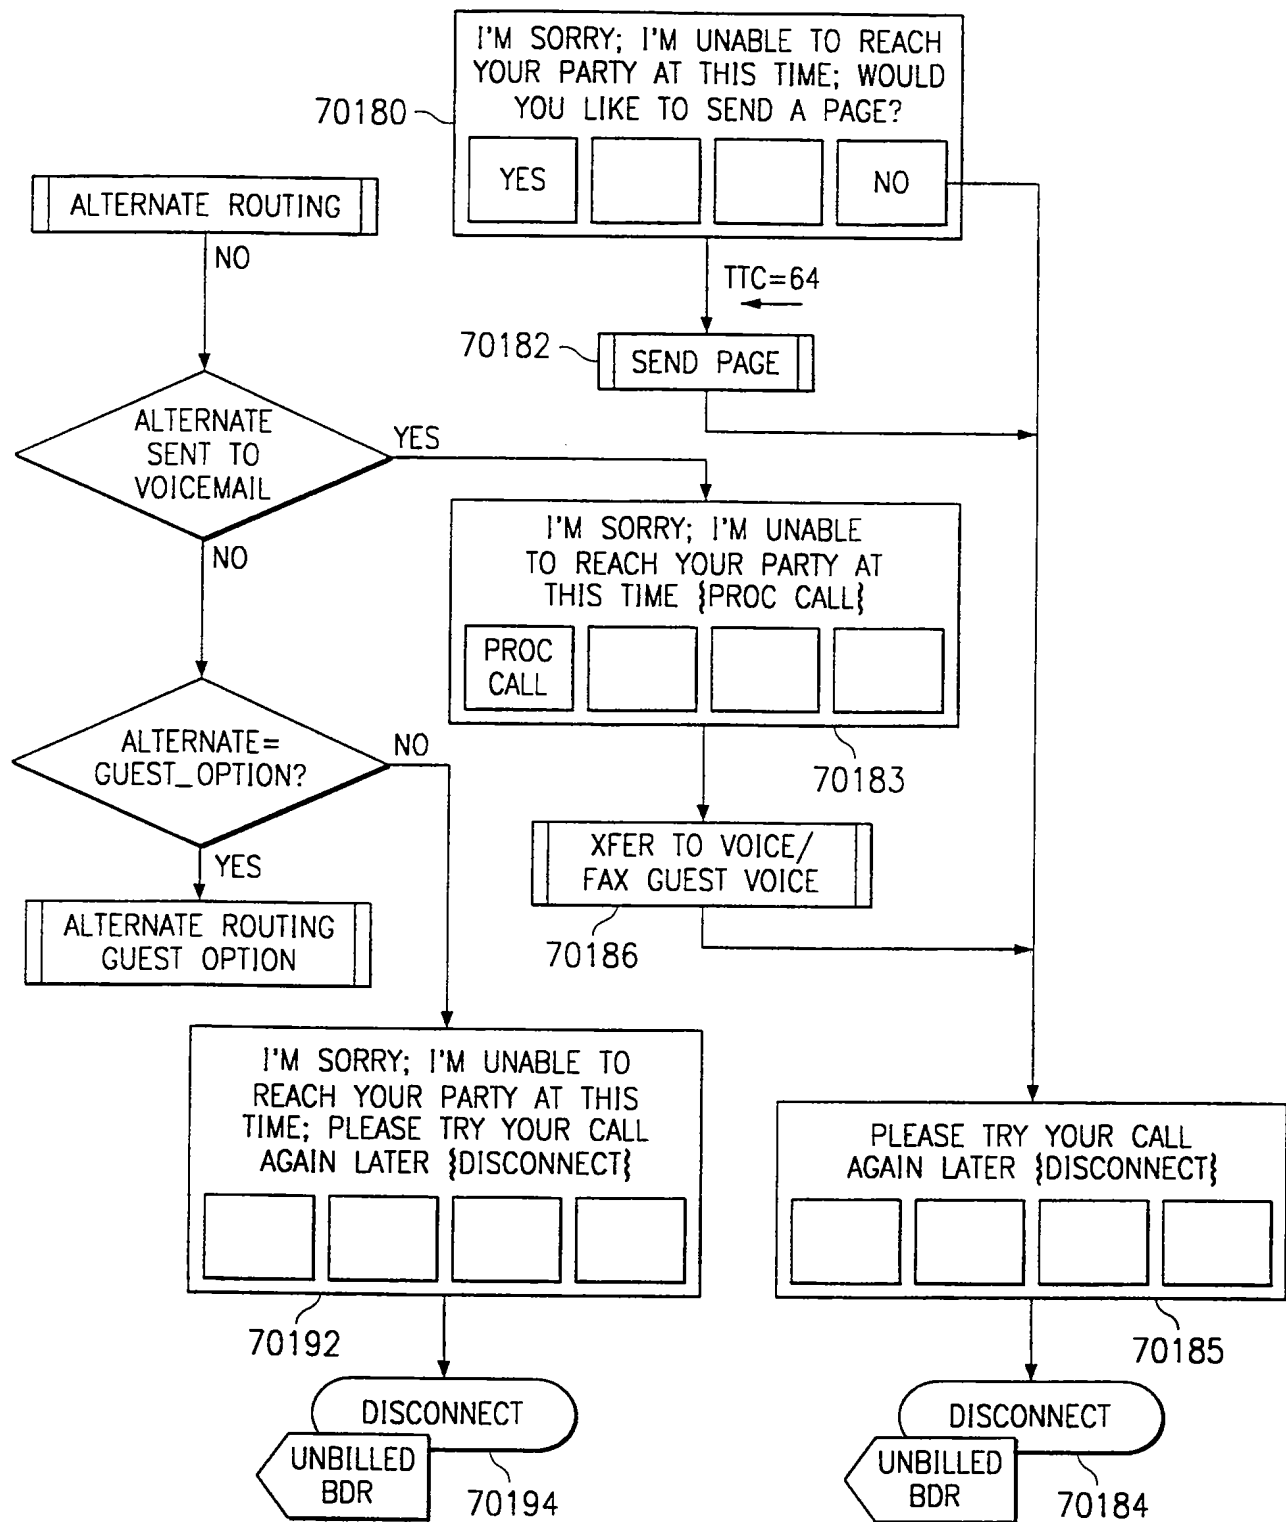 I'M SORRY; I'M UNABLE TO REACH
YOUR PARTY AT THIS TIME; WOULD
YOU LIKE TO SEND A PAGE?
70180
YES
NO
ALTERNATE ROUTING
NO
TTC=64
70182
SEND PAGE
ALTERNATE
SENT TO
VOICEMAIL
YES
NO
I'M SORRY; I'M UNABLE
TO REACH YOUR PARTY AT
THIS TIME {PROC CALL}
PROC
CALL
70183
ALTERNATE=
GUEST_OPTION?
NO
YES
XFER TO VOICE/
FAX GUEST VOICE
70186
ALTERNATE ROUTING
GUEST OPTION
I'M SORRY; I'M UNABLE TO
REACH YOUR PARTY AT THIS
TIME; PLEASE TRY YOUR CALL
AGAIN LATER {DISCONNECT}
70192
PLEASE TRY YOUR CALL
AGAIN LATER {DISCONNECT}
70185
DISCONNECT
UNBILLED
BDR
70194
DISCONNECT
UNBILLED
BDR
70184